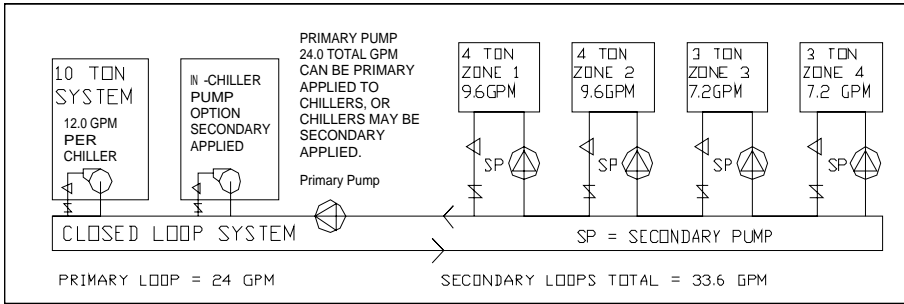 10 TON
SYSTEM
12.0 GPM
PER
CHILLER
IN -CHILLER
PUMP
OPTION
SECONDARY
APPLIED
PRIMARY PUMP
24.0 TOTAL GPM
CAN BE PRIMARY
APPLIED TO
CHILLERS, OR
CHILLERS MAY BE
SECONDARY
APPLIED.
Primary Pump
4 TON
ZONE 1
9.6GPM
4 TON
ZONE 2
9.6GPM
3 TON
ZONE 3
7.2GPM
3 TON
ZONE 4
7.2 GPM
SP
SP
SP
SP
CLOSED LOOP SYSTEM
SP = SECONDARY PUMP
PRIMARY LOOP = 24 GPM
SECONDARY LOOPS TOTAL = 33.6 GPM